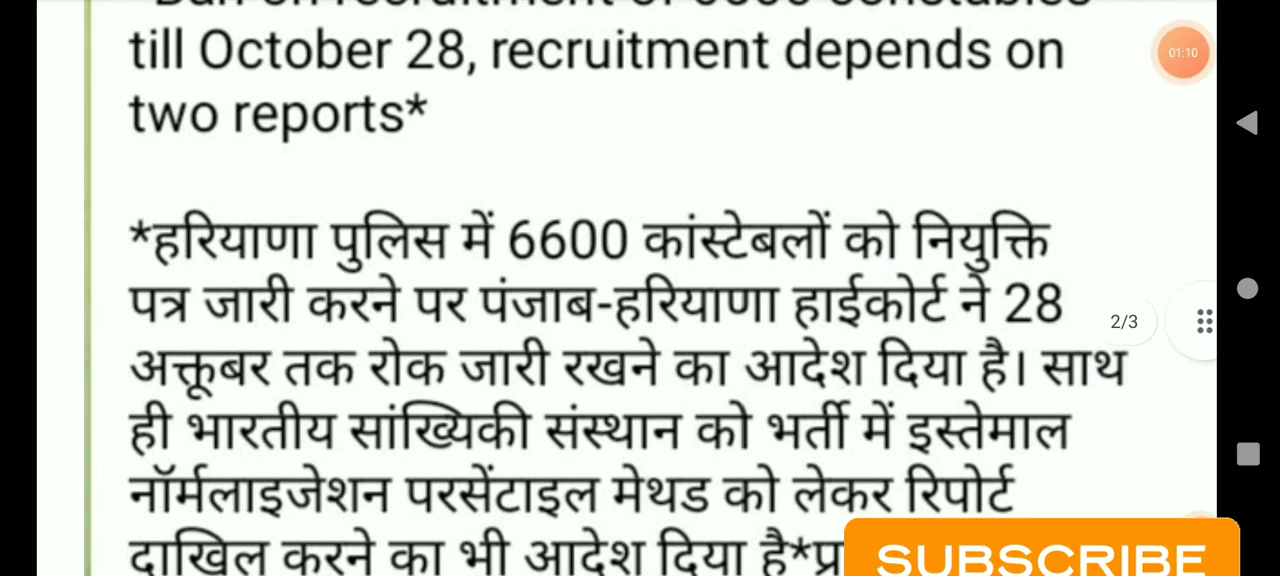 till October 28, recruitment depends on
two reports*
*हरियाणा पुलिस में 6600 कांस्टेबलों को नियुक्ति
पत्र जारी करने पर पंजाब-हरियाणा हाईकोर्ट ने 28
अक्तूबर तक रोक जारी रखने का आदेश दिया है। साथ
ही भारतीय सांख्यिकी संस्थान को भर्ती में इस्तेमाल
नॉर्मलाइजेशन परसेंटाइल मेथड को लेकर रिपोर्ट
दाखिल करने का भी आदेश दिया है*प्र
01:10
2/3
SUBSCRIBE